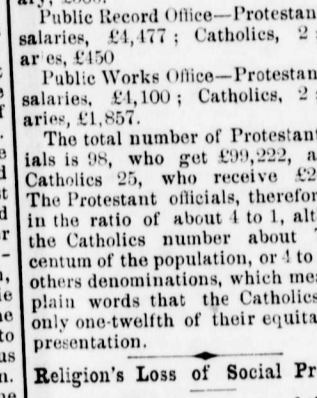 Public Record Office—Protestan
salaries, £4,477 ; Catholics, 2
ar es, £450
Public Works Office—Protestan
salaries, £4,100 ; Catholics, 2
aries, £1,857.
The total number of Protestant
ials is 98, who get £99,222, a
Catholics 25, who receive £2
The Protestant officials, therefor
in the ratio of about 4 to 1, alt
the Catholics number about
centum of the population, or 4 to
others denominations, which mea
plain words that the Catholics
only one-twelfth of their equita
presentation.
Religion's Loss of Social Pr